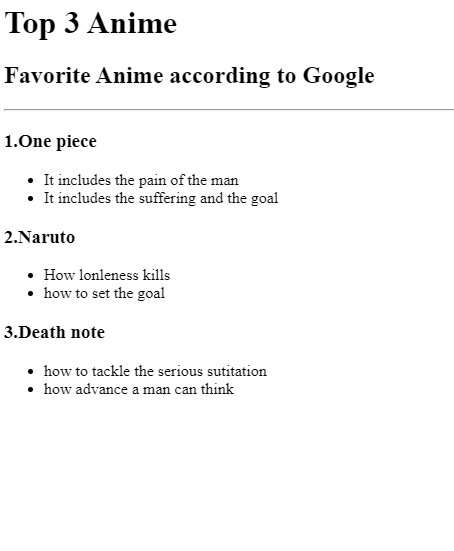 Top 3 Anime
Favorite Anime according to Google
1.One piece
It includes the pain of the man
It includes the suffering and the goal
2.Naruto
How lonleness kills
how to set the goal
3.Death note
how to tackle the serious sutitation
how advance a man can think